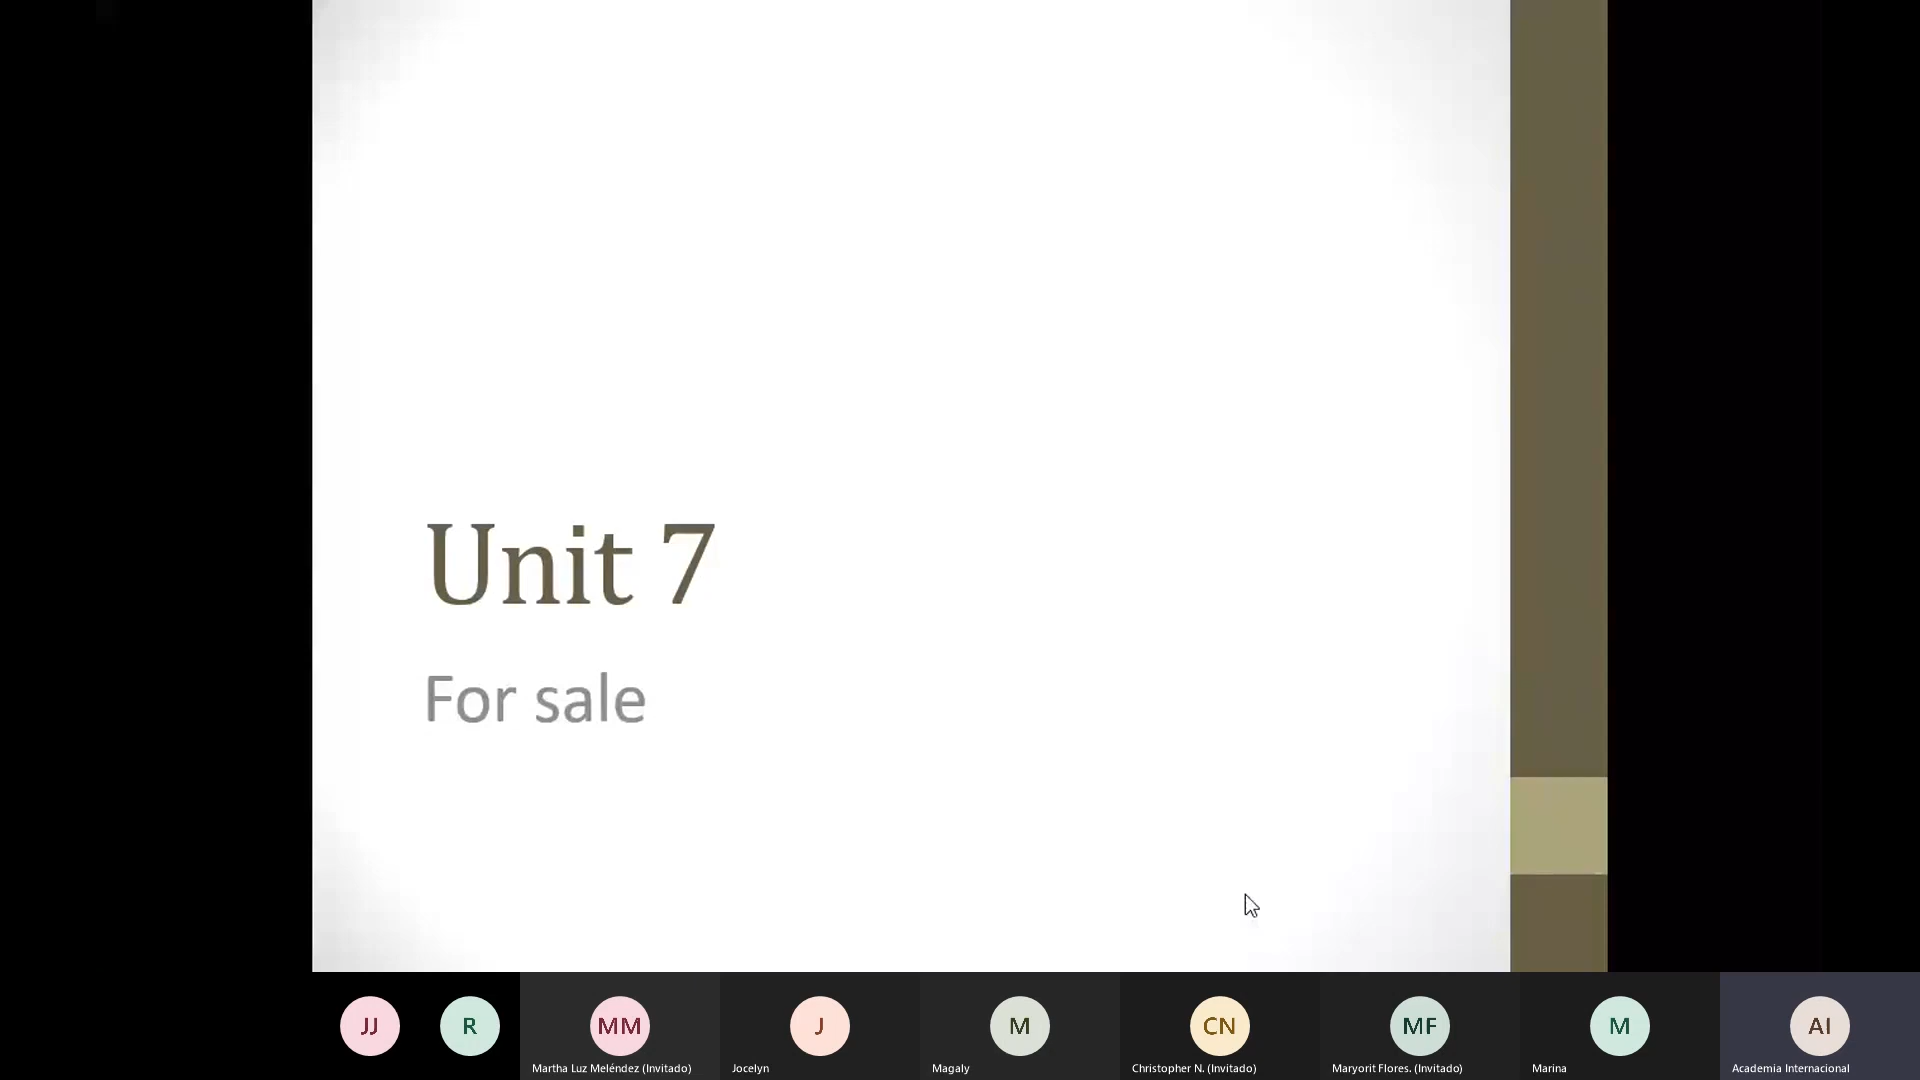 Unit 7
For sale
JJ
R
MM
J
M
CN
MF
M
AI
Martha Luz Meléndez (Invitado)
Jocelyn
Magaly
Christopher N. (Invitado)
Maryorit Flores. (Invitado)
Marina
Academia Internacional